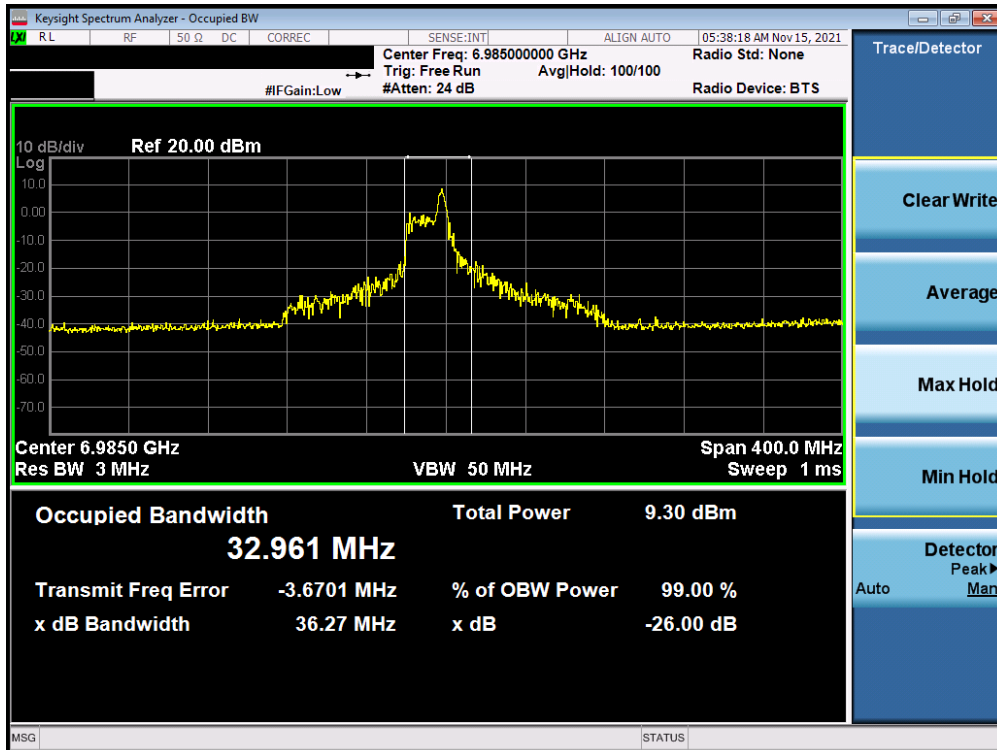 Keysight Spectrum Analyzer - Occupied BW
LXI RL RF 50 Ω DC CORREC SENSE:INT ALIGN AUTO 05:38:18 AM Nov 15, 2021
Center Freq: 6.985000000 GHz Radio Std: None
Trig: Free Run Avg|Hold: 100/100
#IFGain:Low #Atten: 24 dB Radio Device: BTS
Trace/Detector
10 dB/div Ref 20.00 dBm
Log
10.0
0.00
-10.0
-20.0
-30.0
-40.0
-50.0
-60.0
-70.0
Center 6.9850 GHz Span 400.0 MHz
Res BW 3 MHz VBW 50 MHz Sweep 1 ms
Occupied Bandwidth Total Power 9.30 dBm
32.961 MHz
Transmit Freq Error -3.6701 MHz % of OBW Power 99.00 %
x dB Bandwidth 36.27 MHz x dB -26.00 dB
Clear Write
Average
Max Hold
Min Hold
Detector
Peak▶
Auto Man
MSG STATUS